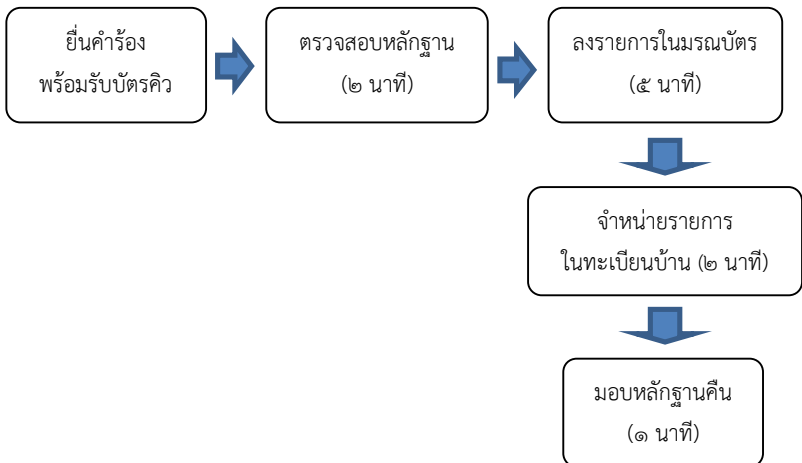 ยื่นคำร้อง
พร้อมรับบัตรคิว
ตรวจสอบหลักฐาน
(๒ นาที)
ลงรายการในมรณบัตร
(๕ นาที)
จำหน่ายรายการ
ในทะเบียนบ้าน (๒ นาที)
มอบหลักฐานคืน
(๑ นาที)